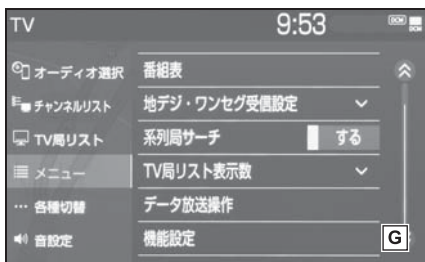 TV 9:53
オーディオ選択
チャンネルリスト
TV局リスト
メニュー
各種切替
音設定
番組表
地デジ・ワンセグ受信設定
系列局サーチ する
TV局リスト表示数
データ放送操作
機能設定
G